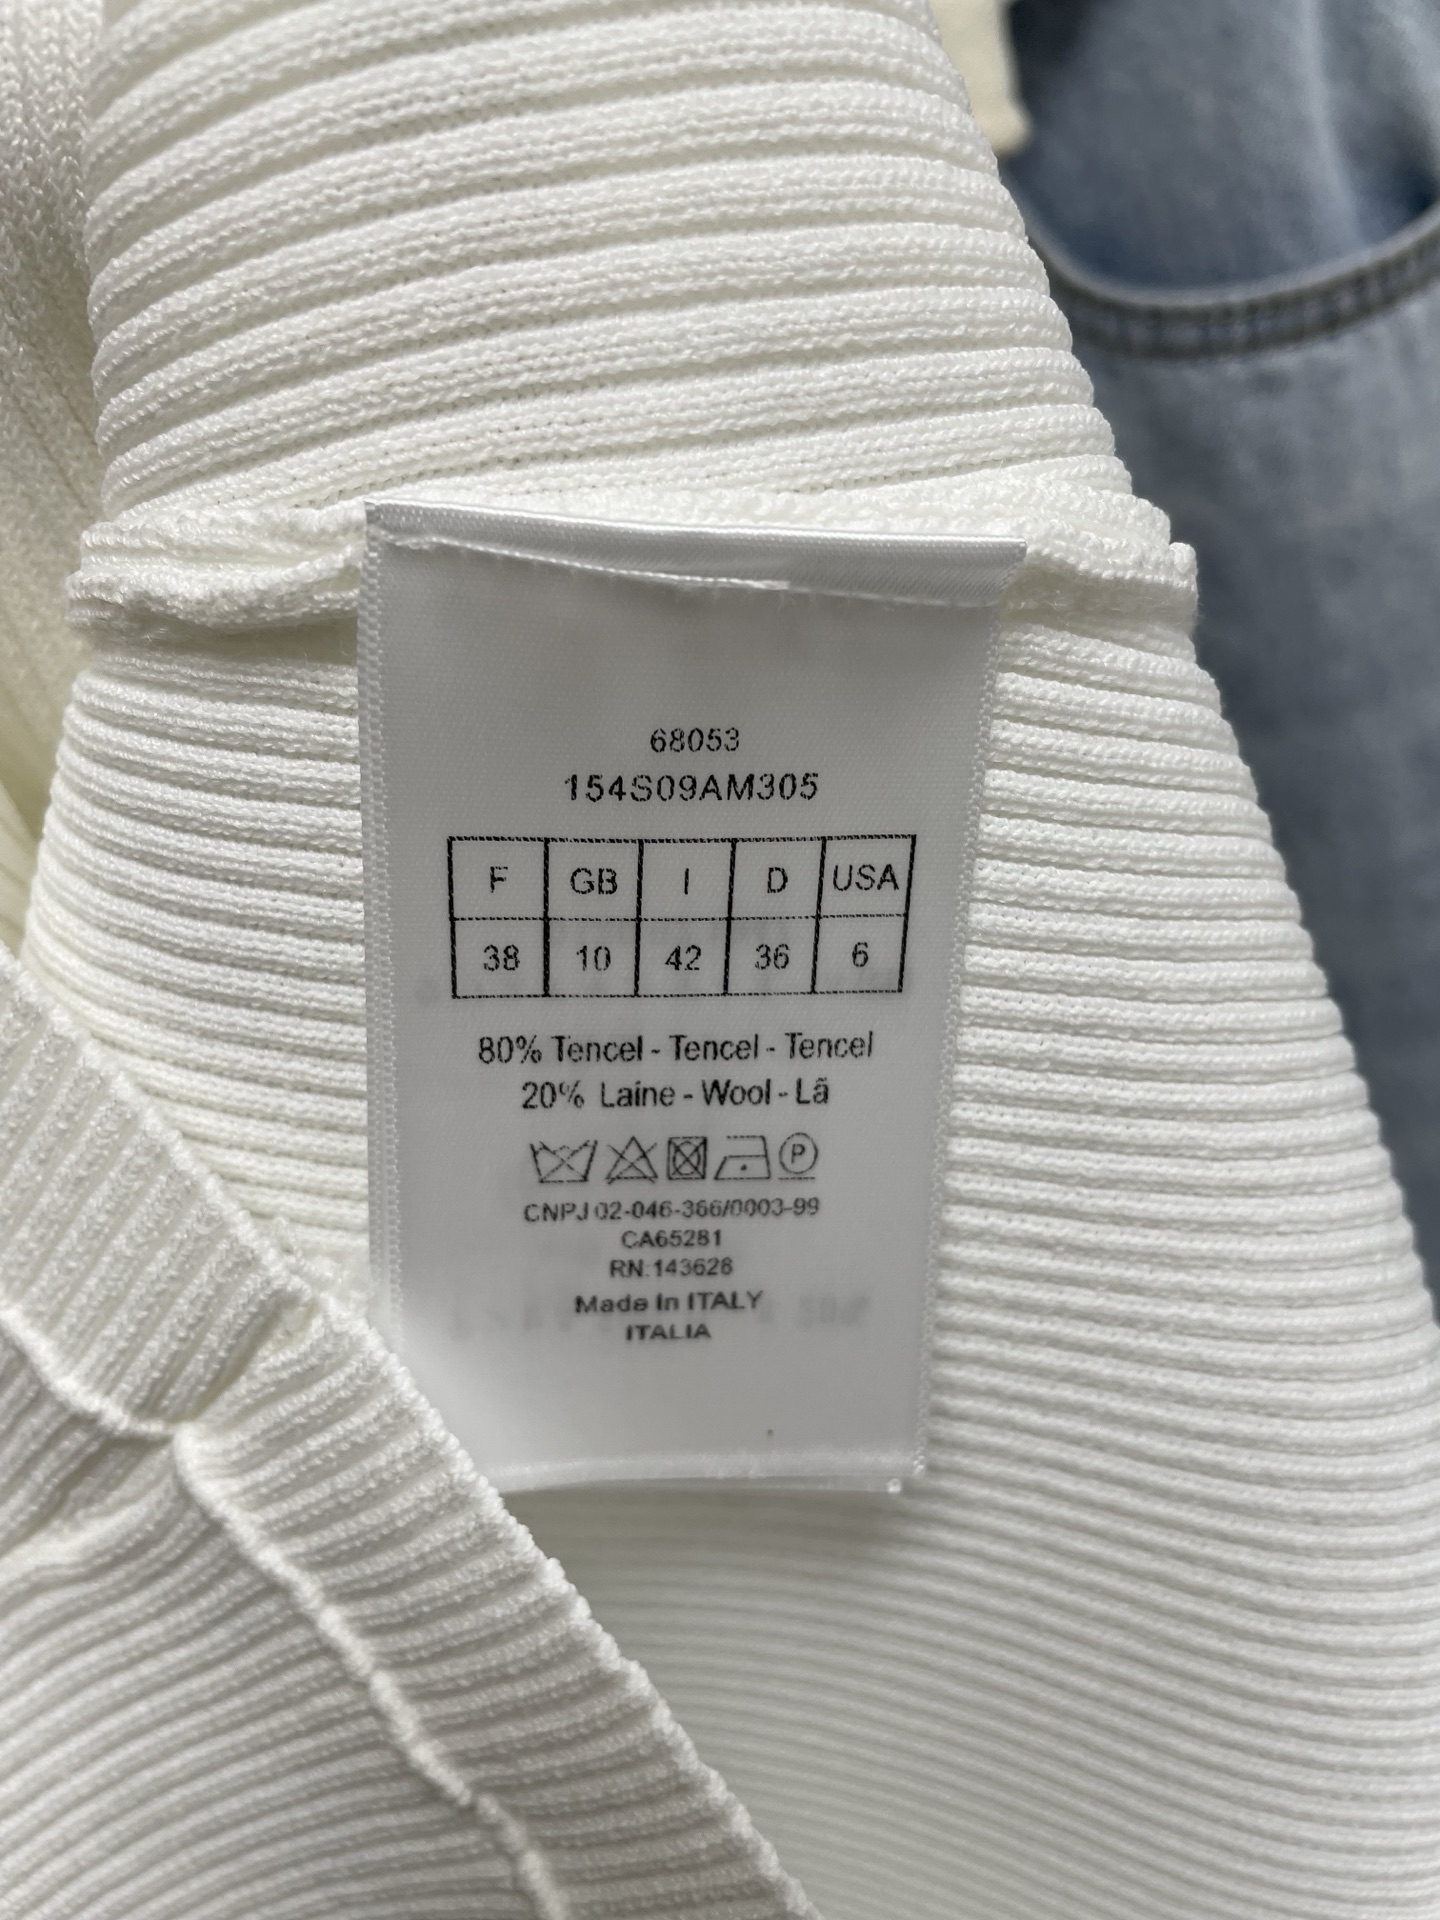 68053
154S09AM305
F GB I D USA
38 10 42 36 6
80% Tencel - Tencel - Tencel
20% Laine - Wool - Lã
P
CNPJ 02-046-366/0003-99
CA65281
RN:143628
Made In ITALY
ITALIA